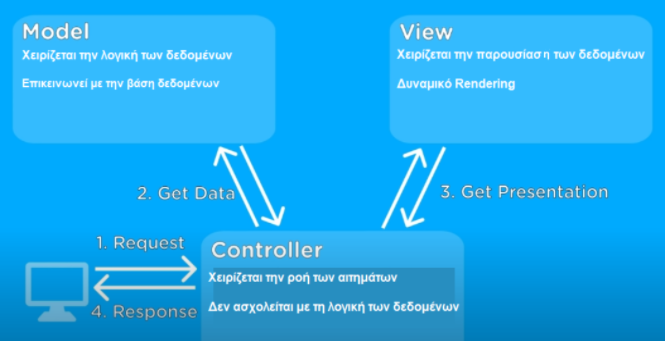 Model
Χειρίζεται την λογική των δεδομένων
Επικεινωνεί με την βάση δεδομένων
View
Χειρίζεται την παρουσίαση των δεδομένων
Δυναμικό Rendering
2. Get Data
3. Get Presentation
1. Request
4. Response
Controller
Χειρίζεται την ροή των αιτημάτων
Δεν ασχολείται με τη λογική των δεδομένων